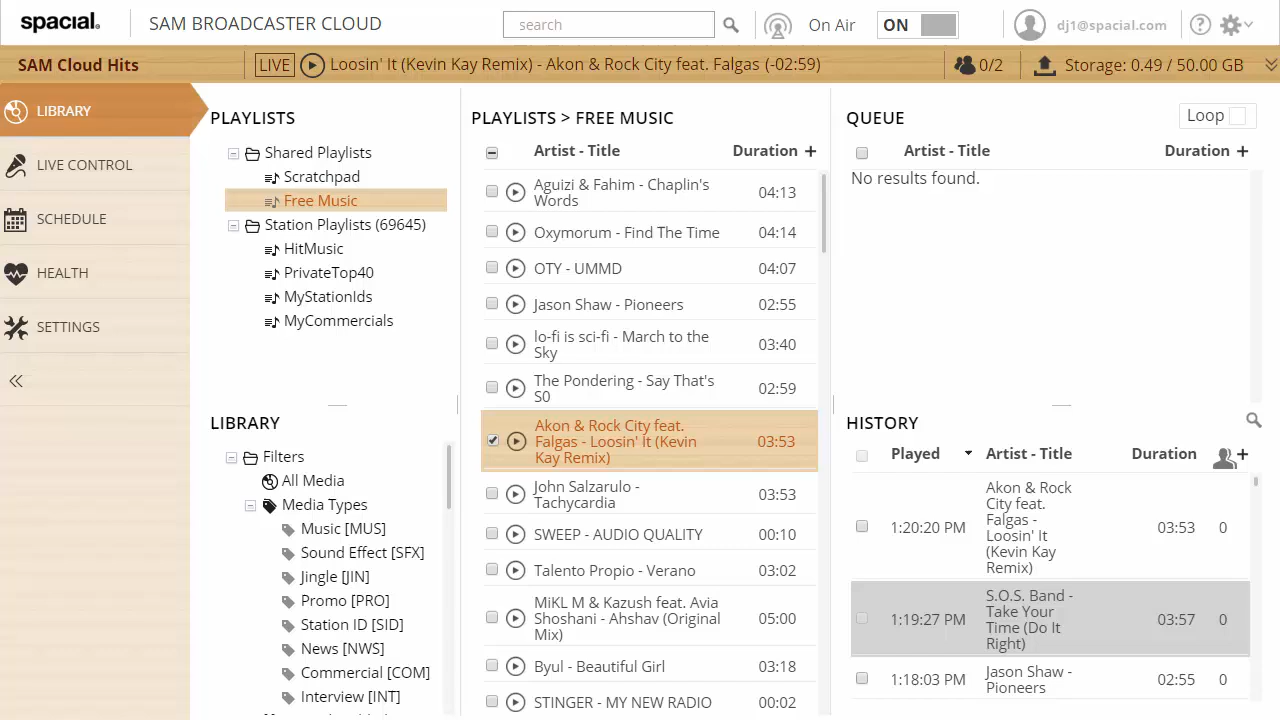 spacial.
SAM BROADCASTER CLOUD
search
On Air
ON
dj1@spacial.com
SAM Cloud Hits
LIVE
Loosin' It (Kevin Kay Remix) - Akon & Rock City feat. Falgas (-02:59)
0/2
Storage: 0.49 / 50.00 GB
LIBRARY
LIVE CONTROL
SCHEDULE
HEALTH
SETTINGS
PLAYLISTS
Shared Playlists
Scratchpad
Free Music
Station Playlists (69645)
HitMusic
PrivateTop40
MyStationIds
MyCommercials
LIBRARY
Filters
All Media
Media Types
Music [MUS]
Sound Effect [SFX]
Jingle [JIN]
Promo [PRO]
Station ID [SID]
News [NWS]
Commercial [COM]
Interview [INT]
PLAYLISTS > FREE MUSIC
Artist - Title Duration +
Aguizi & Fahim - Chaplin's
Words 04:13
Oxymorum - Find The Time 04:14
OTY - UMMD 04:07
Jason Shaw - Pioneers 02:55
lo-fi is sci-fi - March to the
Sky 03:40
The Pondering - Say That's
S0 02:59
Akon & Rock City feat.
Falgas - Loosin' It (Kevin 03:53
Kay Remix)
John Salzarulo -
Tachycardia 03:53
SWEEP - AUDIO QUALITY 00:10
Talento Propio - Verano 03:02
MiKL M & Kazush feat. Avia
Shoshani - Ahshav (Original 05:00
Mix)
Byul - Beautiful Girl 03:18
STINGER - MY NEW RADIO 00:02
QUEUE
Loop
Artist - Title Duration +
No results found.
HISTORY
Played Artist - Title Duration +
Akon & Rock
City feat.
Falgas -
1:20:20 PM Loosin' It 03:53 0
(Kevin Kay
Remix)
S.O.S. Band -
Take Your
1:19:27 PM Time (Do It 03:57 0
Right)
Jason Shaw -
1:18:03 PM Pioneers 02:55 0